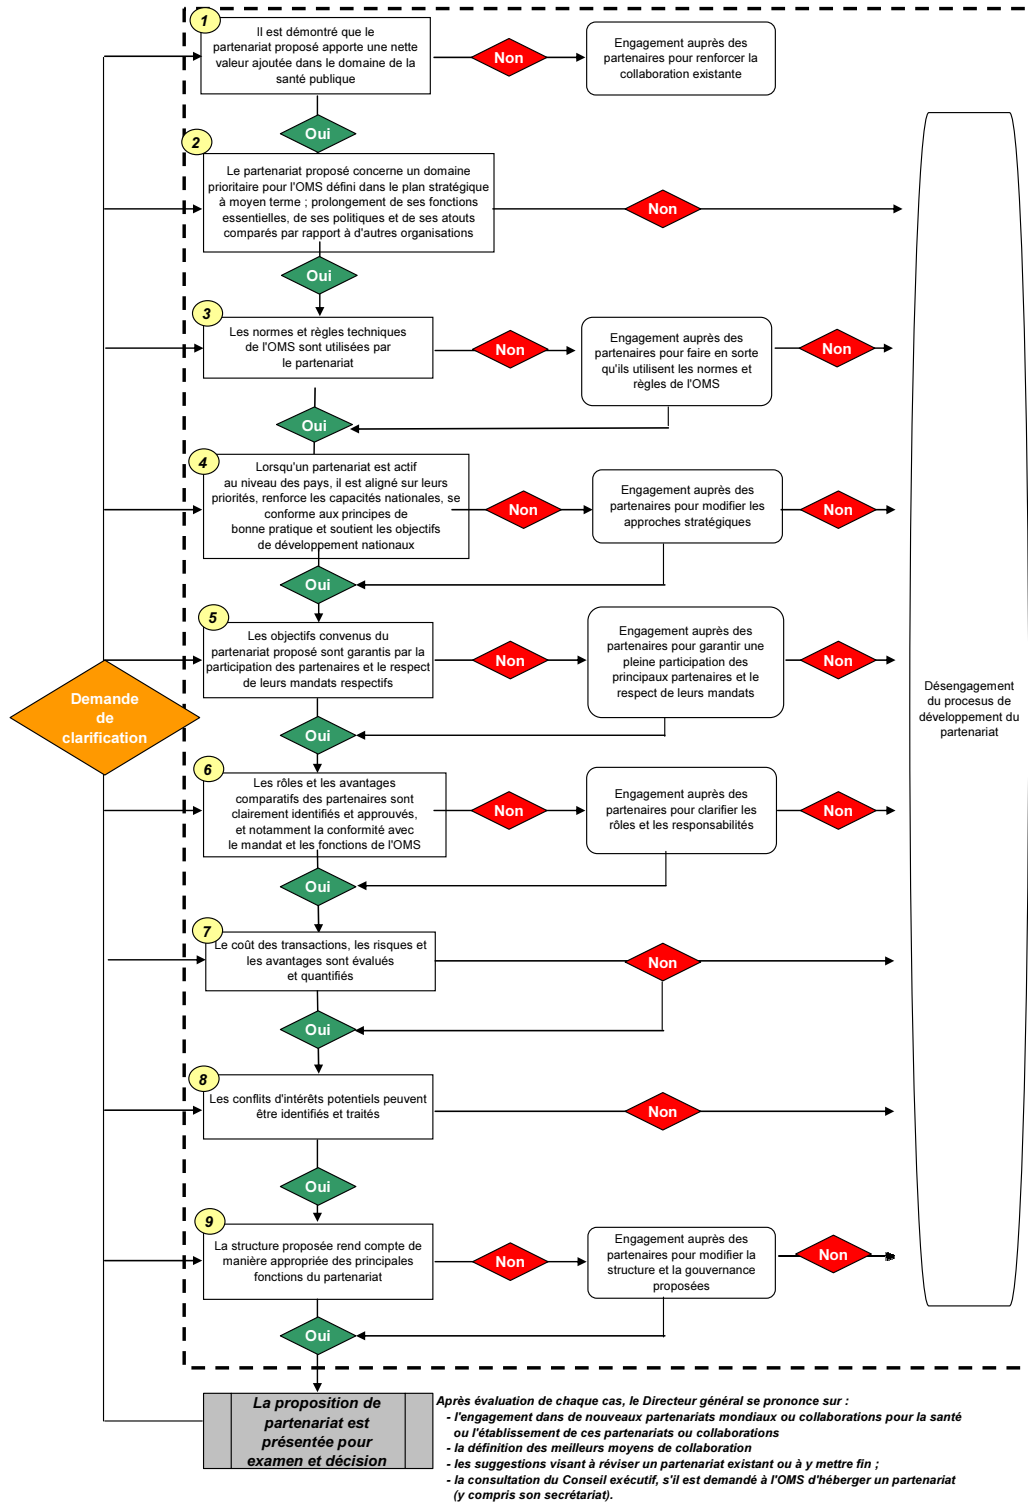 1
Il est démontré que le
partenariat proposé apporte une nette
valeur ajoutée dans le domaine de la
santé publique
Non
Engagement auprès des
partenaires pour renforcer la
collaboration existante
Oui
2
Le partenariat proposé concerne un domaine
prioritaire pour l'OMS défini dans le plan stratégique
à moyen terme ; prolongement de ses fonctions
essentielles, de ses politiques et de ses atouts
comparés par rapport à d'autres organisations
Non
Oui
3
Les normes et règles techniques
de l'OMS sont utilisées par
le partenariat
Non
Engagement auprès des
partenaires pour faire en sorte
qu'ils utilisent les normes et
règles de l'OMS
Non
Oui
4
Lorsqu'un partenariat est actif
au niveau des pays, il est aligné sur leurs
priorités, renforce les capacités nationales, se
conforme aux principes de
bonne pratique et soutient les objectifs
de développement nationaux
Non
Engagement auprès des
partenaires pour modifier les
approches stratégiques
Non
Oui
5
Les objectifs convenus du
partenariat proposé sont garantis par la
participation des partenaires et le respect
de leurs mandats respectifs
Non
Engagement auprès des
partenaires pour garantir une
pleine participation des
principaux partenaires et le
respect de leurs mandats
Non
Oui
Demande
de
clarification
Désengagement
du procesus de
développement du
partenariat
6
Les rôles et les avantages
comparatifs des partenaires sont
clairement identifiés et approuvés,
et notamment la conformité avec
le mandat et les fonctions de l'OMS
Non
Engagement auprès des
partenaires pour clarifier les
rôles et les responsabilités
Non
Oui
7
Le coût des transactions, les risques et
les avantages sont évalués
et quantifiés
Non
Oui
8
Les conflits d'intérêts potentiels peuvent
être identifiés et traités
Non
Oui
9
La structure proposée rend compte de
manière appropriée des principales
fonctions du partenariat
Non
Engagement auprès des
partenaires pour modifier la
structure et la gouvernance
proposées
Non
Oui
La proposition de
partenariat est
présentée pour
examen et décision
Après évaluation de chaque cas, le Directeur général se prononce sur :
- l'engagement dans de nouveaux partenariats mondiaux ou collaborations pour la santé
ou l'établissement de ces partenariats ou collaborations
- la définition des meilleurs moyens de collaboration
- les suggestions visant à réviser un partenariat existant ou à y mettre fin ;
- la consultation du Conseil exécutif, s'il est demandé à l'OMS d'héberger un partenariat
(y compris son secrétariat).